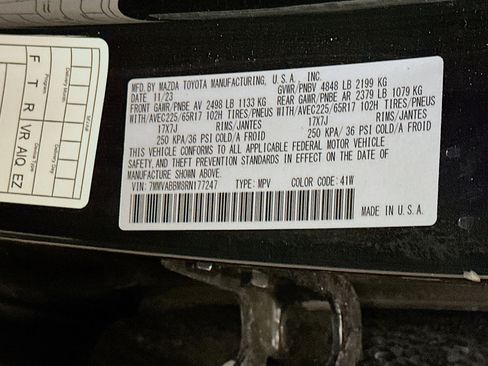 MFD. BY MAZDA TOYOTA MANUFACTURING, U.S.A., INC.
DATE 11/23 GVWR/PNBV 4848 LB 2199 KG
FRONT GAWR/PNBE AV 2498 LB 1133 KG REAR GAWR/PNBE AR 2379 LB 1079 KG
WITH/AVEC225/65R17 102H TIRES/PNEUS WITH/AVEC225/65R17 102H TIRES/PNEUS
17X7J RIMS/JANTES 17X7J RIMS/JANTES
250 KPA/36 PSI COLD/A FROID 250 KPA/36 PSI COLD/A FROID
THIS VEHICLE CONFORMS TO ALL APPLICABLE FEDERAL MOTOR VEHICLE
SAFETY, AND THEFT PREVENTION STANDARDS IN EFFECT ON THE DATE OF
MANUFACTURE SHOWN ABOVE.
VIN: 7MMVABBM8RN177247 TYPE: MPV COLOR CODE: 41W
MADE IN U.S.A.
F T R VR A1Q EZ